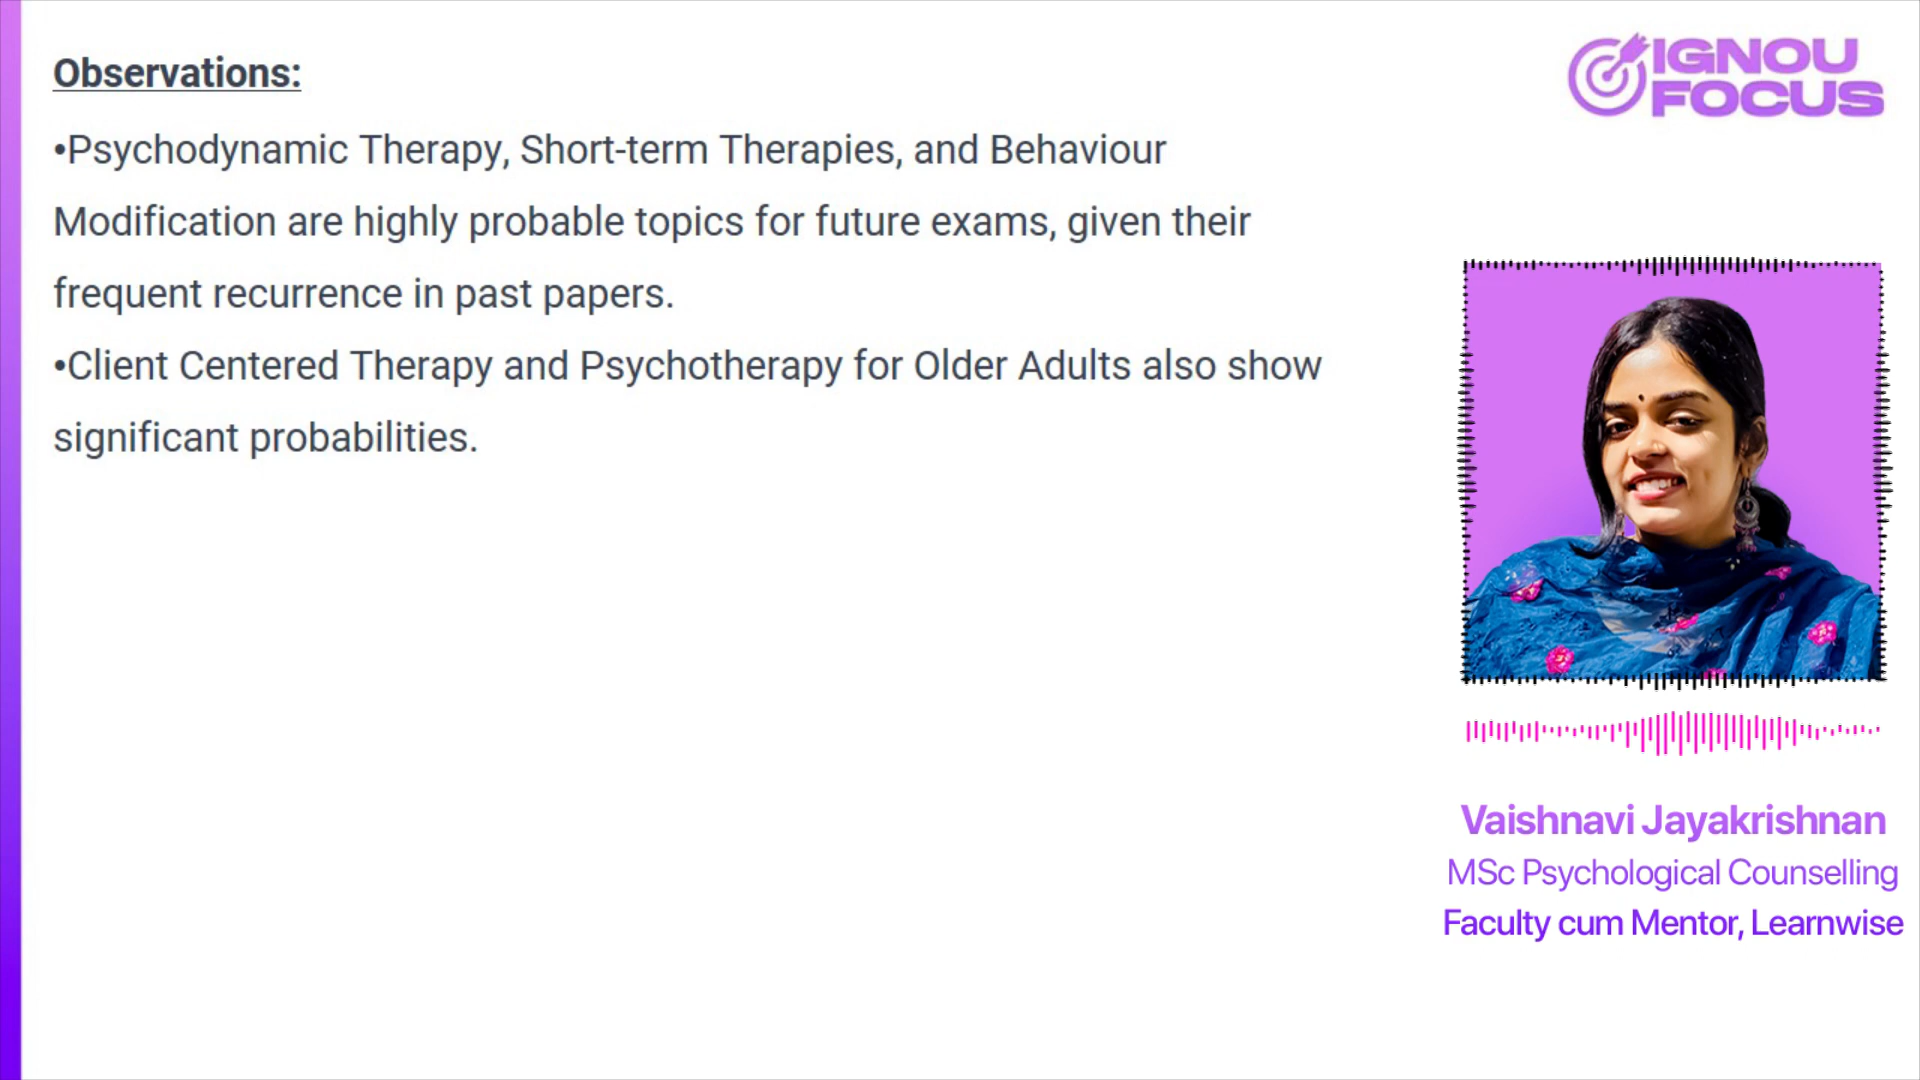 Observations:
•Psychodynamic Therapy, Short-term Therapies, and Behaviour
Modification are highly probable topics for future exams, given their
frequent recurrence in past papers.
•Client Centered Therapy and Psychotherapy for Older Adults also show
significant probabilities.
IGNOU
FOCUS
Vaishnavi Jayakrishnan
MSc Psychological Counselling
Faculty cum Mentor, Learnwise